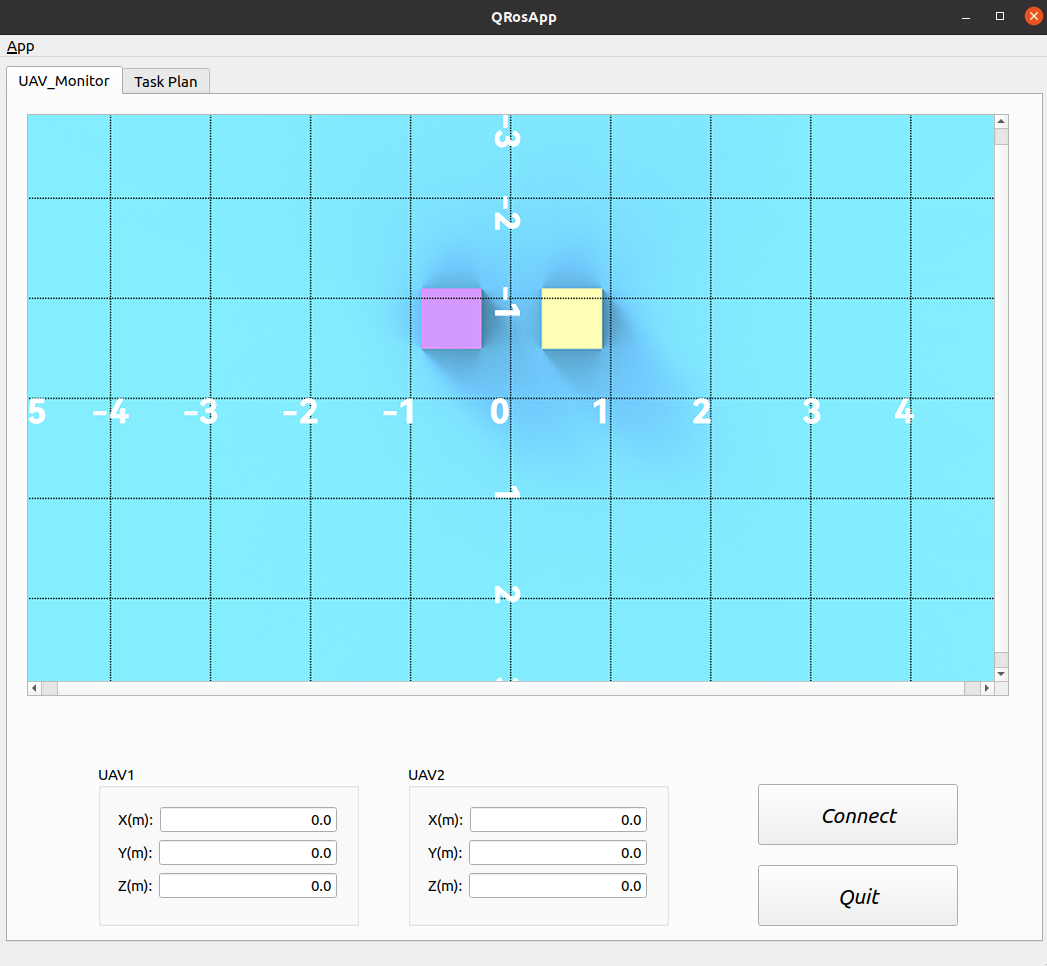 QRosApp
App
UAV_Monitor Task Plan
-3
-2
-1
5 -4 -3 -2 -1 0 1 2 3 4
1
2
UAV1 UAV2
X(m): 0.0 X(m): 0.0
Y(m): 0.0 Y(m): 0.0
Z(m): 0.0 Z(m): 0.0
Connect
Quit